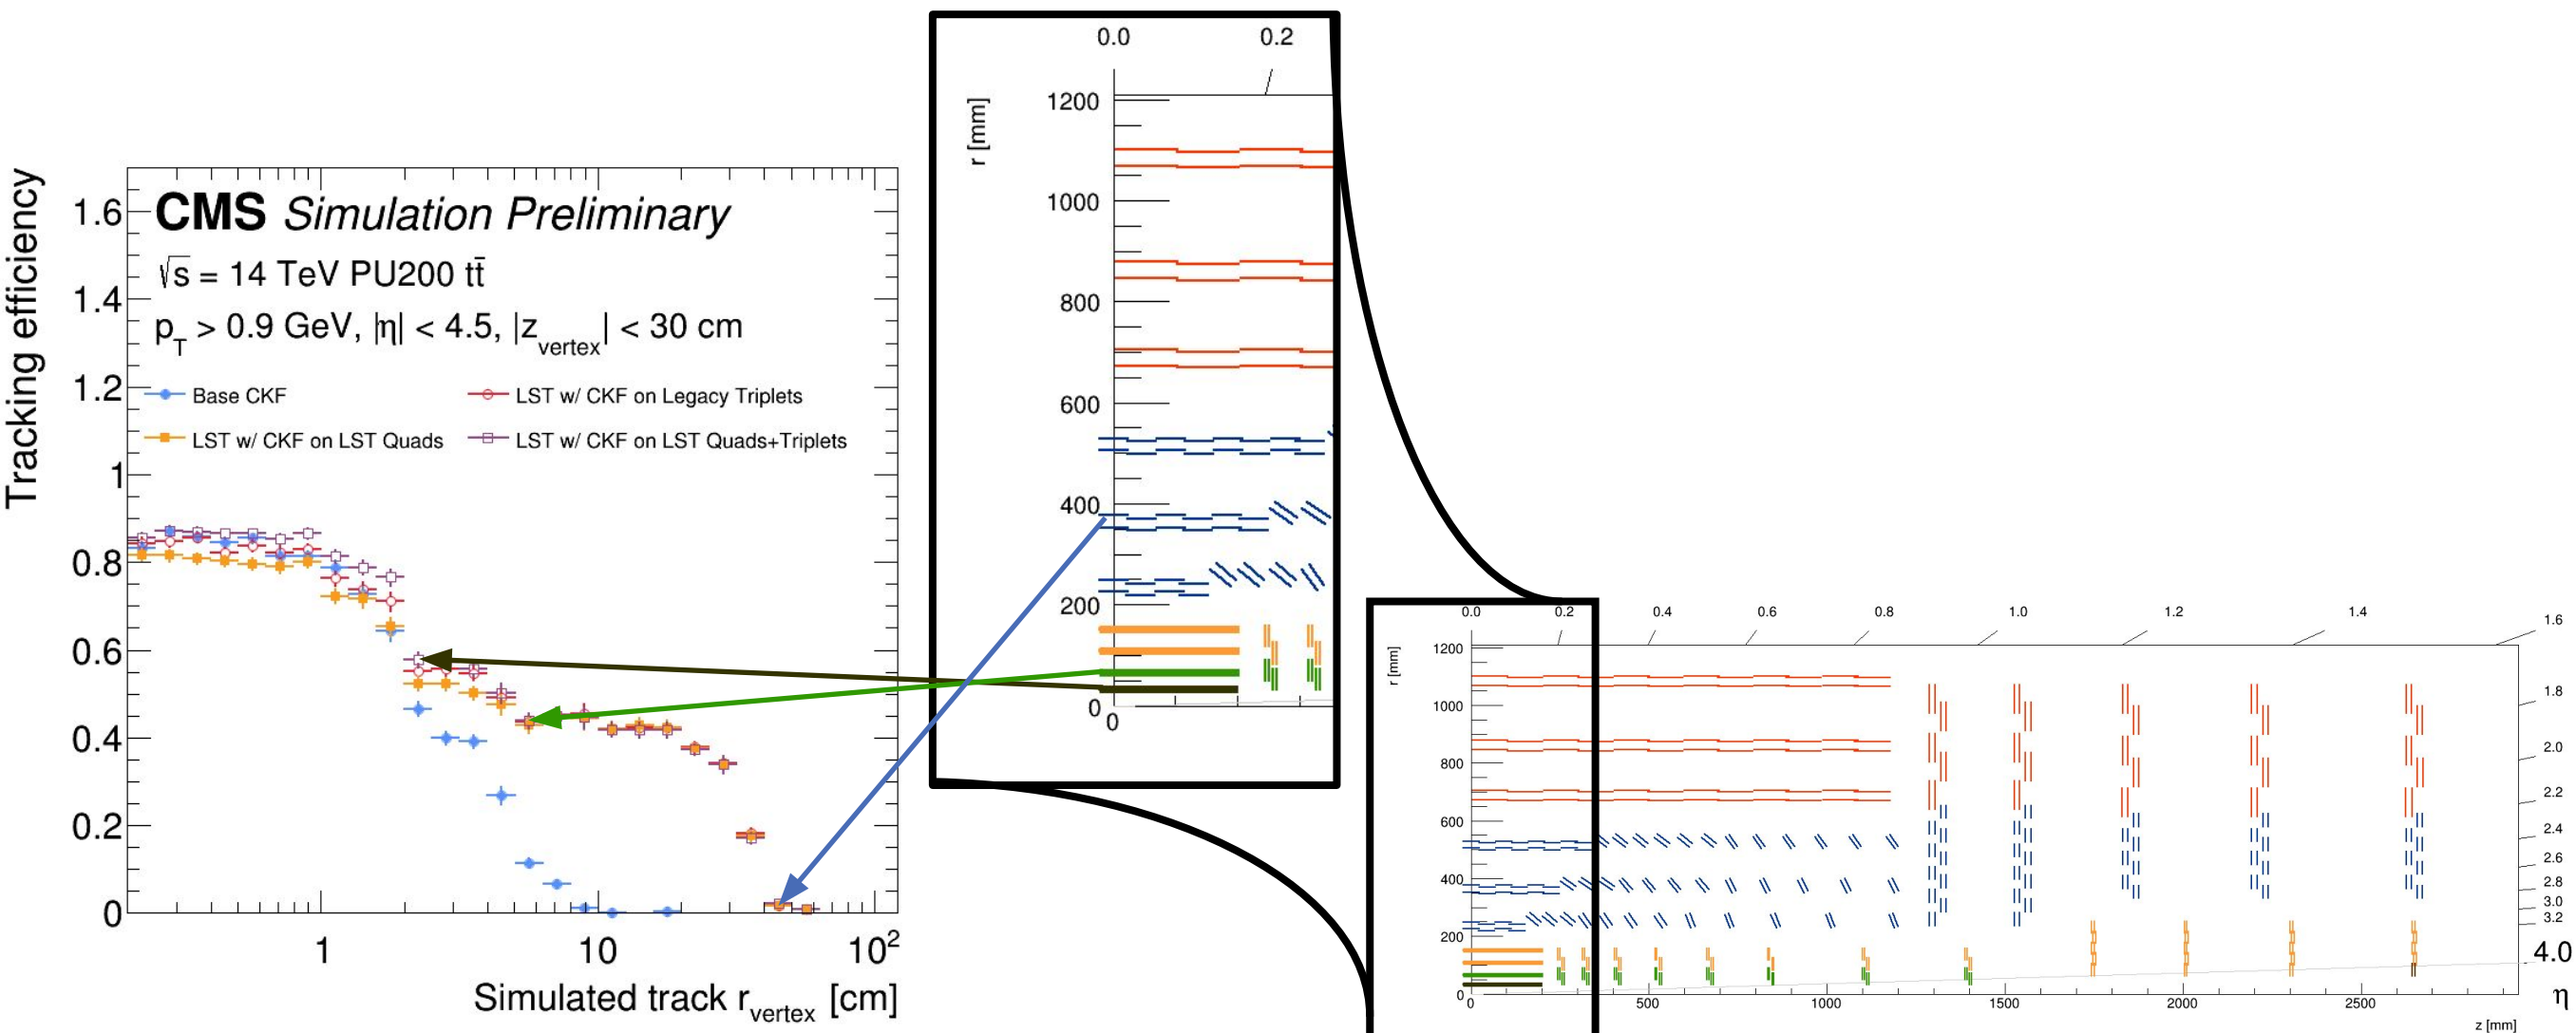 Tracking efficiency
CMS Simulation Preliminary
√s = 14 TeV PU200 tt̄
pT > 0.9 GeV, |η| < 4.5, |zvertex| < 30 cm
Base CKF
LST w/ CKF on Legacy Triplets
LST w/ CKF on LST Quads
LST w/ CKF on LST Quads+Triplets
1.6
1.4
1.2
1
0.8
0.6
0.4
0.2
0
1 10 10²
Simulated track rvertex [cm]
0.0 0.2
r [mm]
1200
1000
800
600
400
200
0
0
0.0 0.2 0.4 0.6 0.8 1.0 1.2 1.4 1.6
r [mm]
1200
1000
800
600
400
200
0
1.8
2.0
2.2
2.4
2.6
2.8
3.0
3.2
4.0
η
0 500 1000 1500 2000 2500
z [mm]